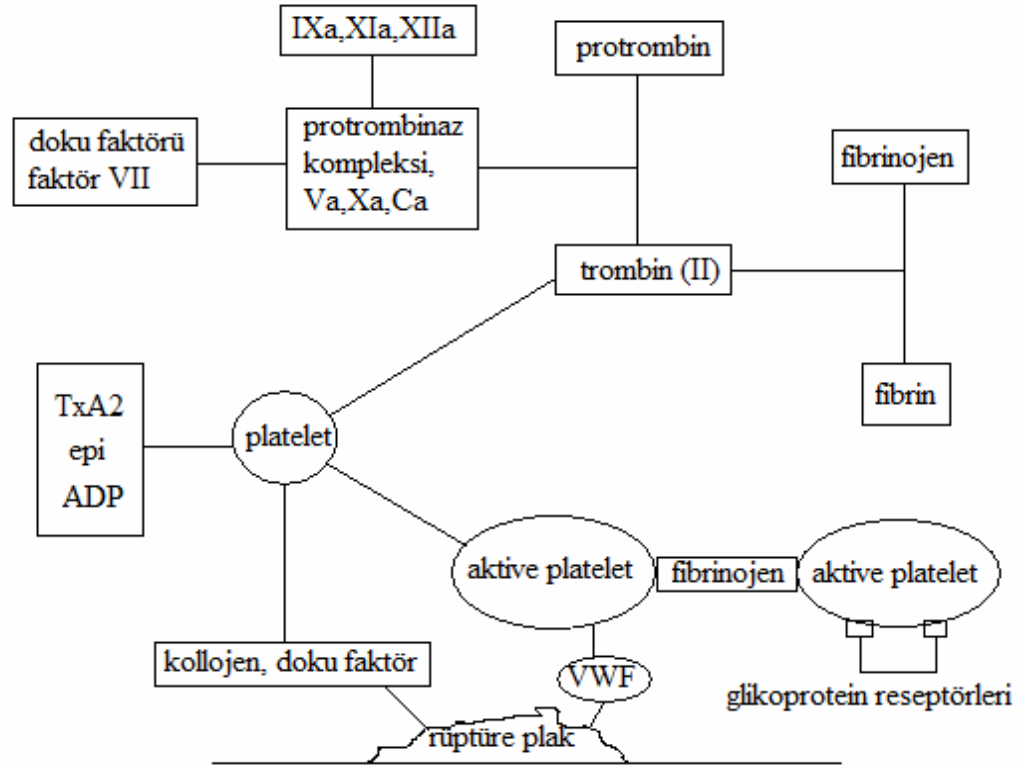 IXa,XIa,XIIa
protrombin
doku faktörü
faktör VII
protrombinaz
kompleksi,
Va,Xa,Ca
fibrinojen
trombin (II)
fibrin
TxA2
epi
ADP
platelet
aktive platelet
fibrinojen
aktive platelet
kollojen, doku faktör
VWF
glikoprotein reseptörleri
rüptüre plak